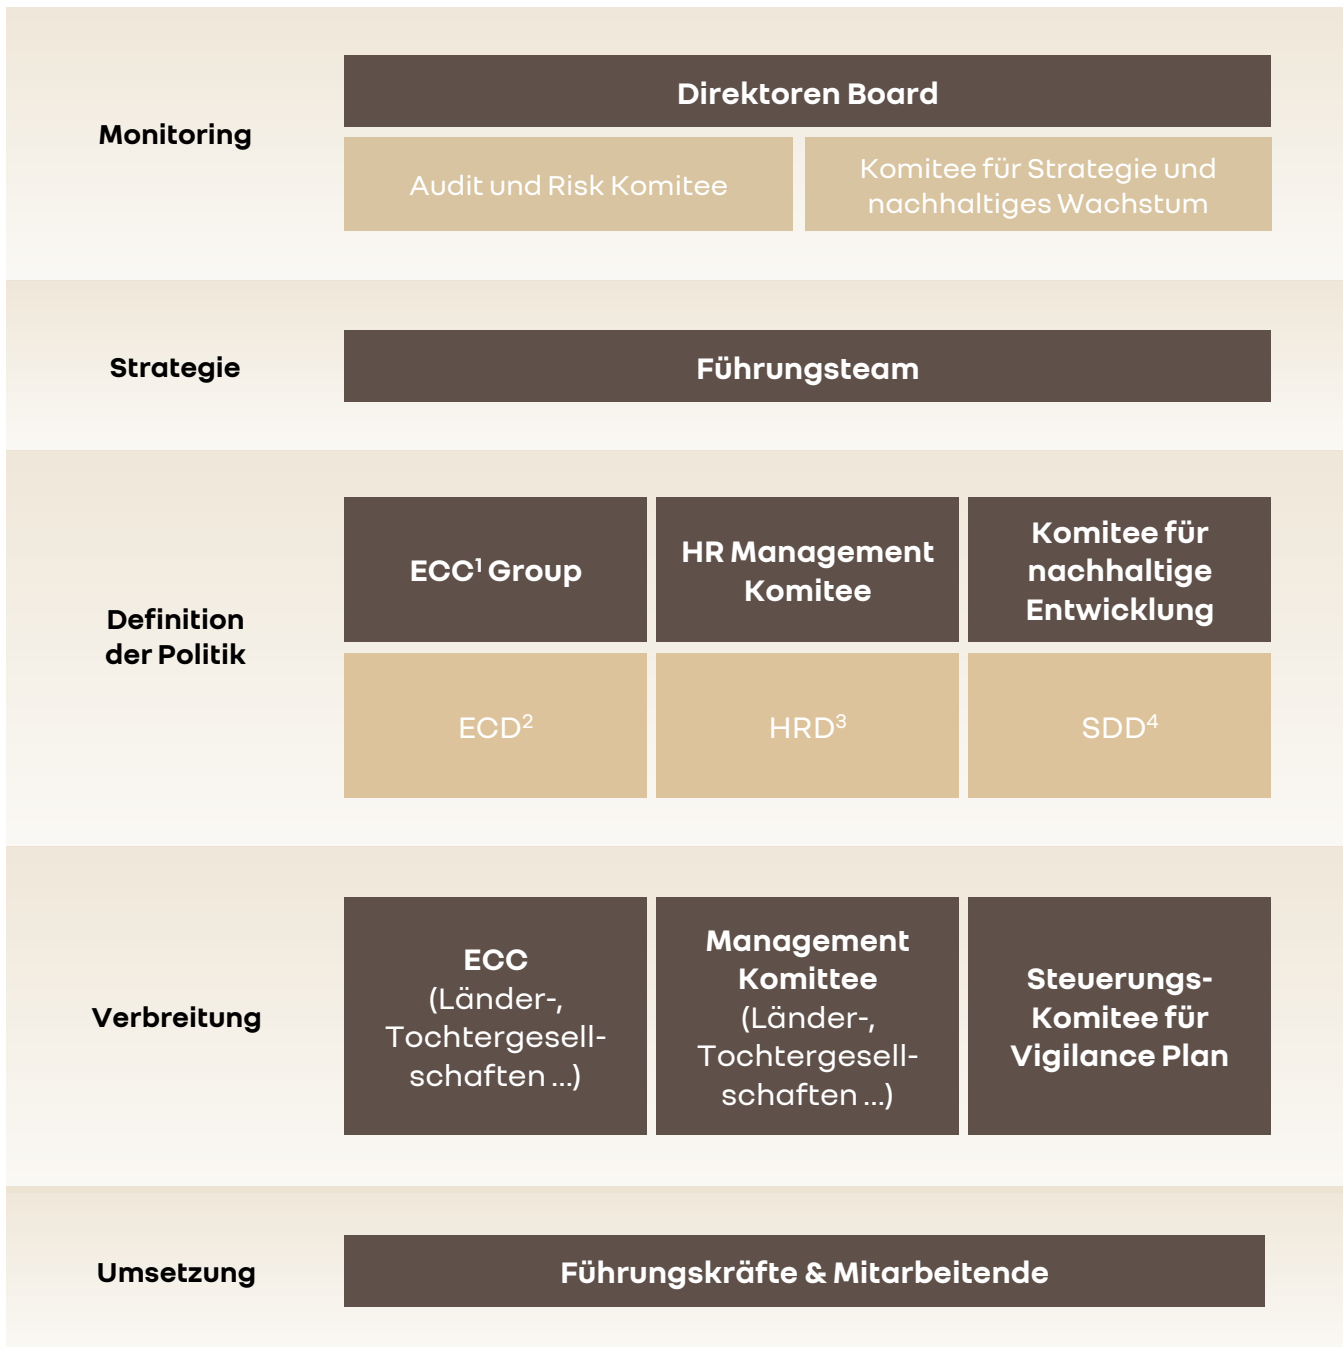 Monitoring
Direktoren Board
Audit und Risk Komitee
Komitee für Strategie und
nachhaltiges Wachstum
Strategie
Führungsteam
Definition
der Politik
ECC¹ Group
HR Management
Komitee
Komitee für
nachhaltige
Entwicklung
ECD²
HRD³
SDD⁴
Verbreitung
ECC
(Länder-,
Tochtergesell-
schaften ...)
Management
Komittee
(Länder-,
Tochtergesell-
schaften ...)
Steuerungs-
Komitee für
Vigilance Plan
Umsetzung
Führungskräfte & Mitarbeitende